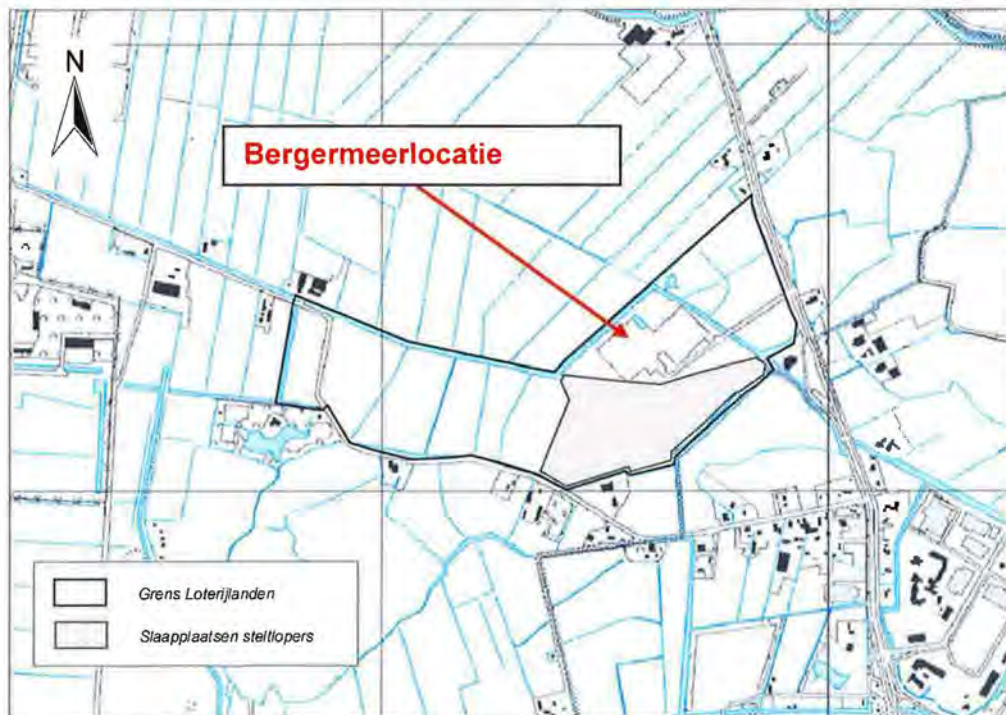 N
Bergermeerlocatie
Grens Loterijlanden
Slaapplaatsen steltlopers